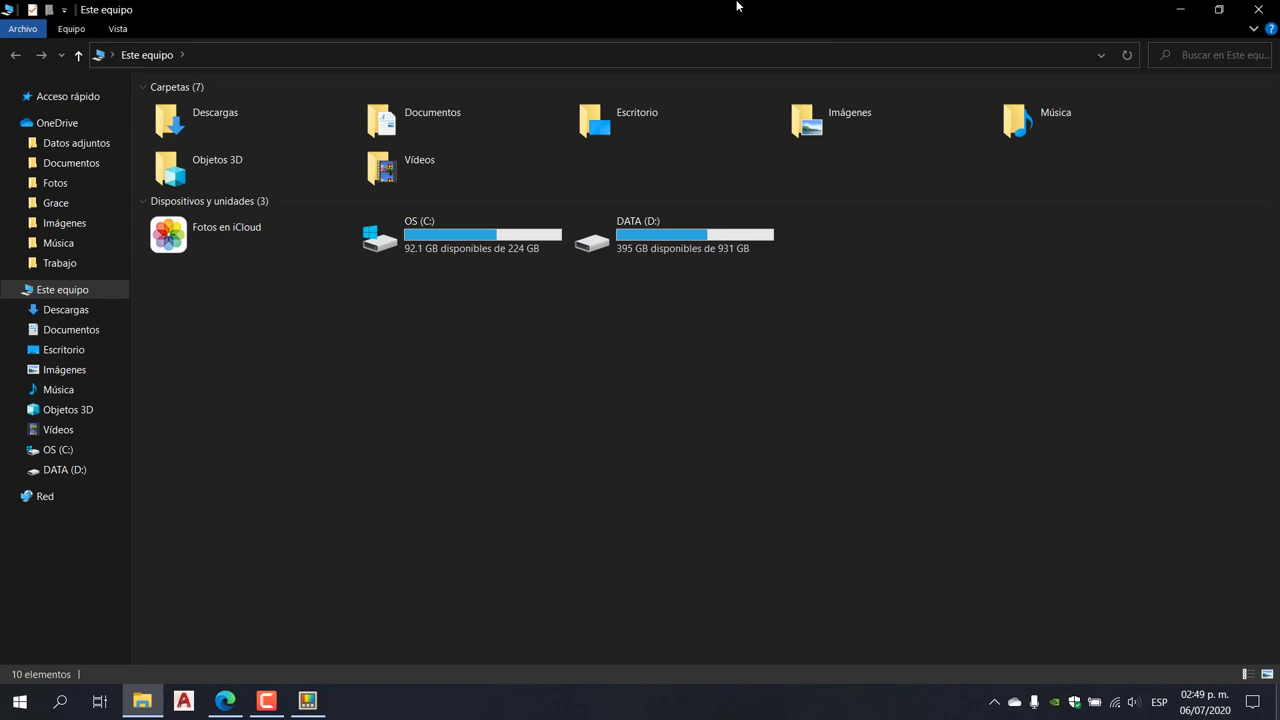 Este equipo
Archivo
Equipo
Vista
Este equipo
Buscar en Este equ...
Acceso rápido
OneDrive
Datos adjuntos
Documentos
Fotos
Grace
Imágenes
Música
Trabajo
Este equipo
Descargas
Documentos
Escritorio
Imágenes
Música
Objetos 3D
Vídeos
OS (C:)
DATA (D:)
Red
Carpetas (7)
Descargas
Documentos
Escritorio
Imágenes
Música
Objetos 3D
Vídeos
Dispositivos y unidades (3)
Fotos en iCloud
OS (C:)
92.1 GB disponibles de 224 GB
DATA (D:)
395 GB disponibles de 931 GB
10 elementos
ESP
02:49 p. m.
06/07/2020